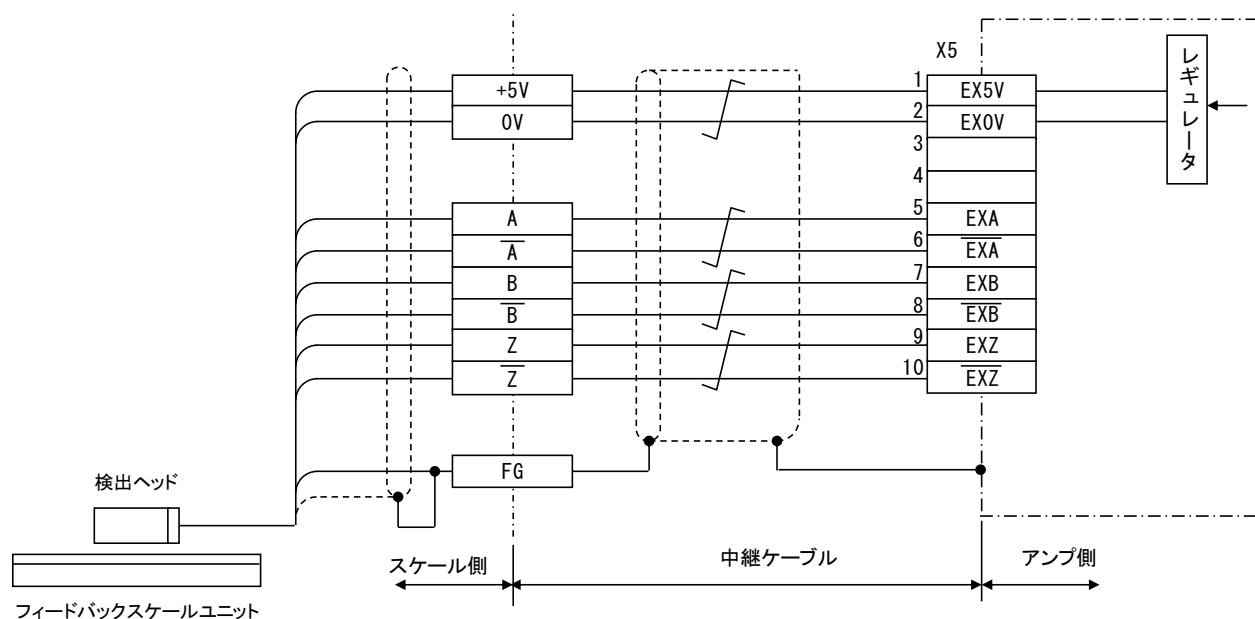 X5
レギュレータ
+5V
1
EX5V
0V
2
EX0V
3
4
A
5
EXA
A̅
6
E̅X̅A̅
B
7
EXB
B̅
8
E̅X̅B̅
Z
9
EXZ
Z̅
10
E̅X̅Z̅
FG
検出ヘッド
スケール側
中継ケーブル
アンプ側
フィードバックスケールユニット